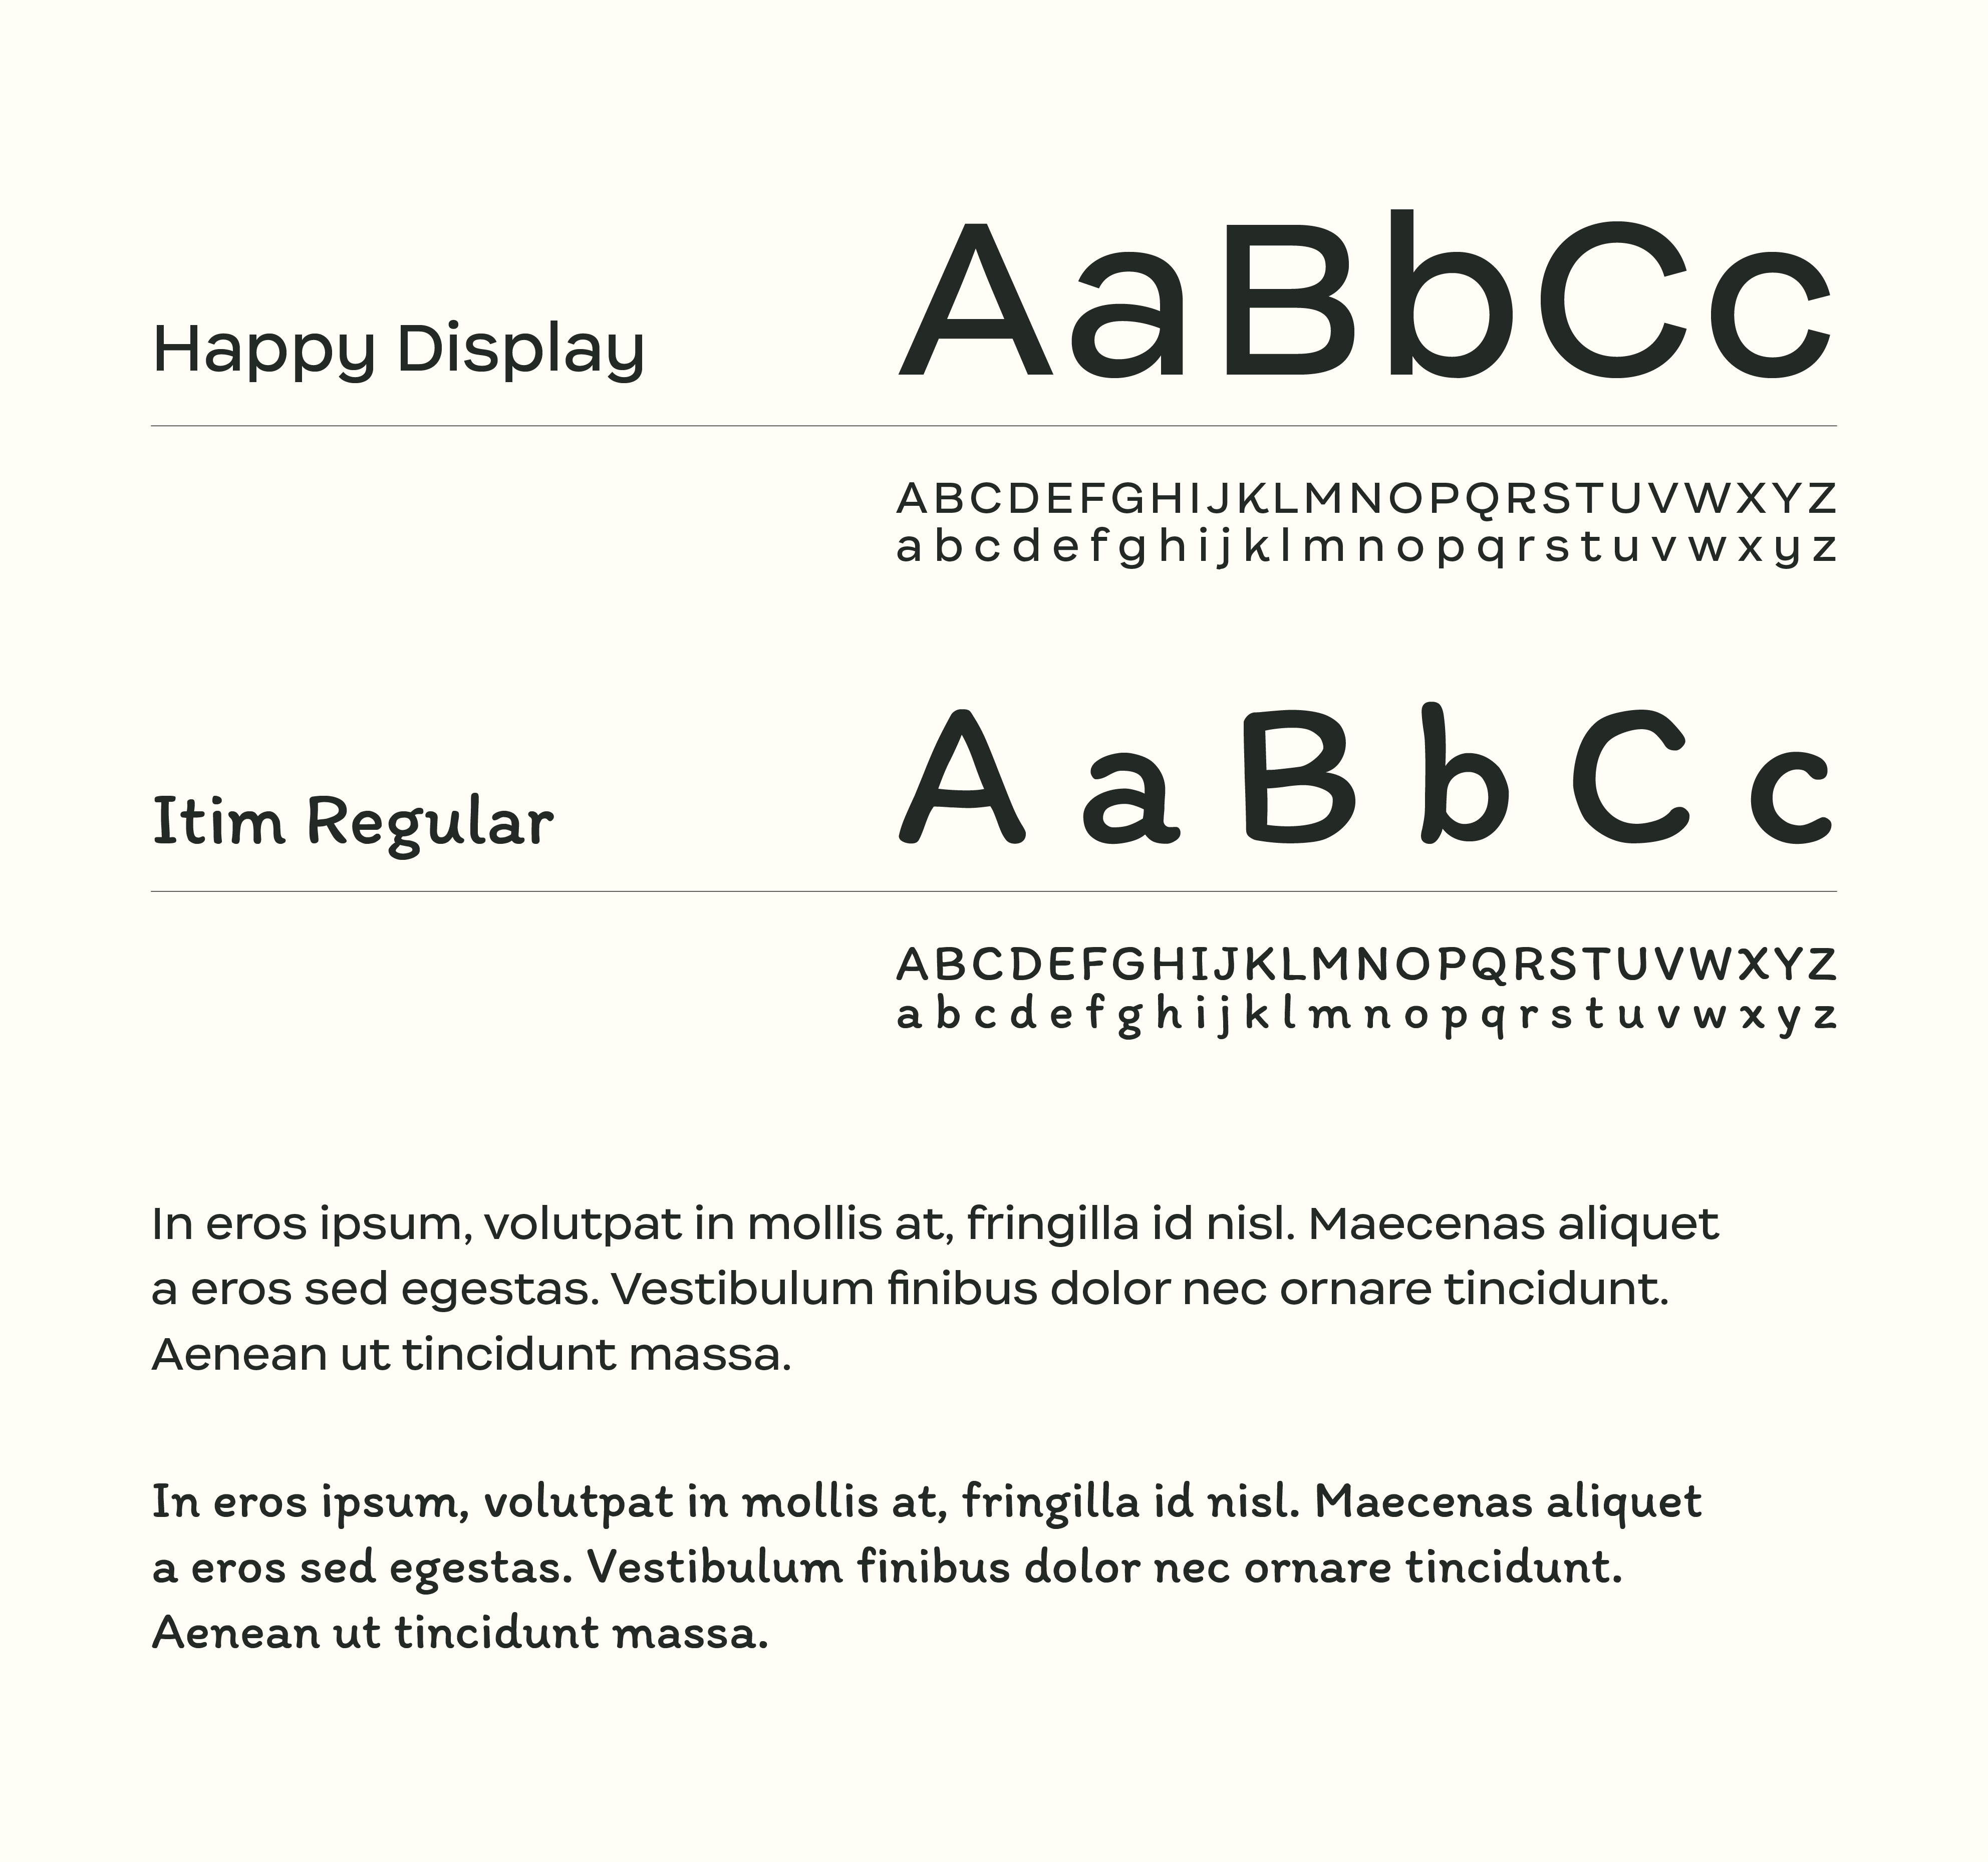 Happy Display
AaBbCc
ABCDEFGHIJKLMNOPQRSTUVWXYZ
a b c d e f g h i j k l m n o p q r s t u v w x y z
Itim Regular
A a B b C c
ABCDEFGHIJKLMNOPQRSTUVWXYZ
a b c d e f g h i j k l m n o p q r s t u v w x y z
In eros ipsum, volutpat in mollis at, fringilla id nisl. Maecenas aliquet
a eros sed egestas. Vestibulum finibus dolor nec ornare tincidunt.
Aenean ut tincidunt massa.
In eros ipsum, volutpat in mollis at, fringilla id nisl. Maecenas aliquet
a eros sed egestas. Vestibulum finibus dolor nec ornare tincidunt.
Aenean ut tincidunt massa.